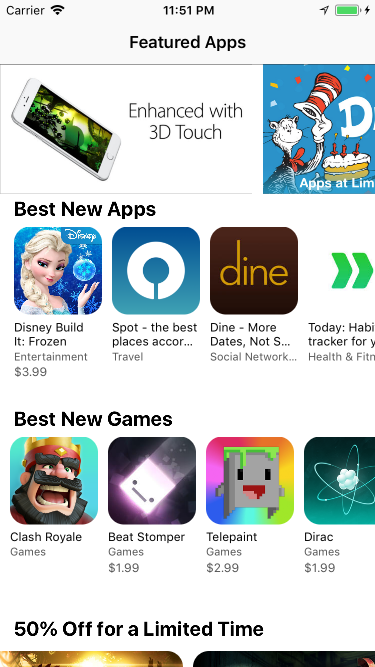 Carrier 11:51 PM
Featured Apps
Enhanced with
3D Touch
D
Apps at Lim
Best New Apps
Disney
dine
Disney Build
It: Frozen
Entertainment
$3.99
Spot - the best
places accor...
Travel
Dine - More
Dates, Not S...
Social Network...
Today: Habi
tracker for y
Health & Fitn
Best New Games
Clash Royale
Games
Beat Stomper
Games
$1.99
Telepaint
Games
$2.99
Dirac
Games
$1.99
50% Off for a Limited Time